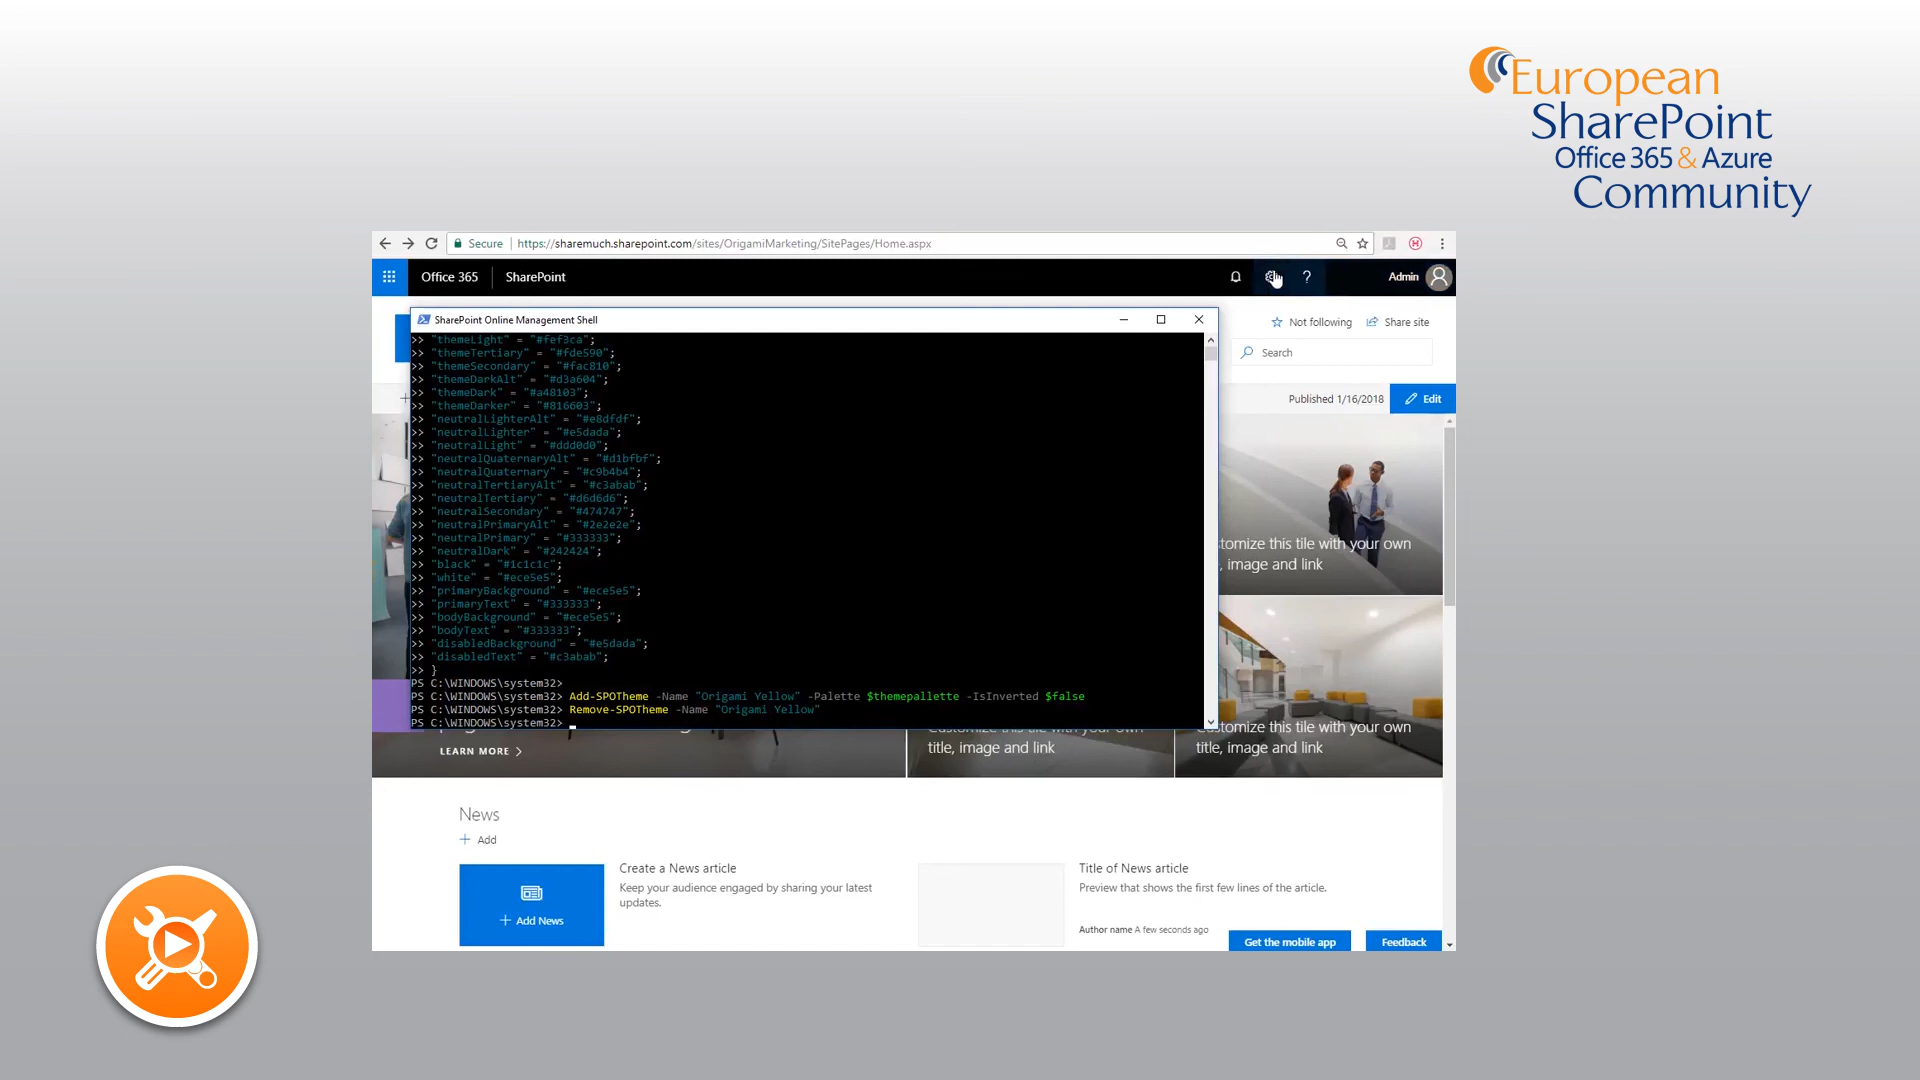 European
SharePoint
Office 365 & Azure
Community
Secure | https://sharemuch.sharepoint.com/sites/OrigamiMarketing/SitePages/Home.aspx
Office 365 SharePoint ? Admin
SharePoint Online Management Shell
Not following Share site
Search
Published 1/16/2018 Edit
>> "themeLight" = "#fef3ca";
>> "themeTertiary" = "#fde590";
>> "themeSecondary" = "#fac810";
>> "themeDarkAlt" = "#d3a604";
>> "themeDark" = "#a48103";
>> "themeDarker" = "#816603";
>> "neutralLighterAlt" = "#e8dfdf";
>> "neutralLighter" = "#e5dada";
>> "neutralLight" = "#ddd0d0";
>> "neutralQuaternaryAlt" = "#d1bfbf";
>> "neutralQuaternary" = "#c9b4b4";
>> "neutralTertiaryAlt" = "#c3abab";
>> "neutralTertiary" = "#d6d6d6";
>> "neutralSecondary" = "#474747";
>> "neutralPrimaryAlt" = "#2e2e2e";
>> "neutralPrimary" = "#333333";
>> "neutralDark" = "#242424";
>> "black" = "#1c1c1c";
>> "white" = "#ece5e5";
>> "primaryBackground" = "#ece5e5";
>> "primaryText" = "#333333";
>> "bodyBackground" = "#ece5e5";
>> "bodyText" = "#333333";
>> "disabledBackground" = "#e5dada";
>> "disabledText" = "#c3abab";
>> }
PS C:\WINDOWS\system32>
PS C:\WINDOWS\system32> Add-SPOTheme -Name "Origami Yellow" -Palette $themepallette -IsInverted $false
PS C:\WINDOWS\system32> Remove-SPOTheme -Name "Origami Yellow"
PS C:\WINDOWS\system32>
tomize this tile with your own
, image and link
LEARN MORE >
Customize this tile with your own
title, image and link
tomize this tile with your own
title, image and link
News
+ Add
+ Add News
Create a News article
Keep your audience engaged by sharing your latest
updates.
Title of News article
Preview that shows the first few lines of the article.
Author name A few seconds ago
Get the mobile app
Feedback